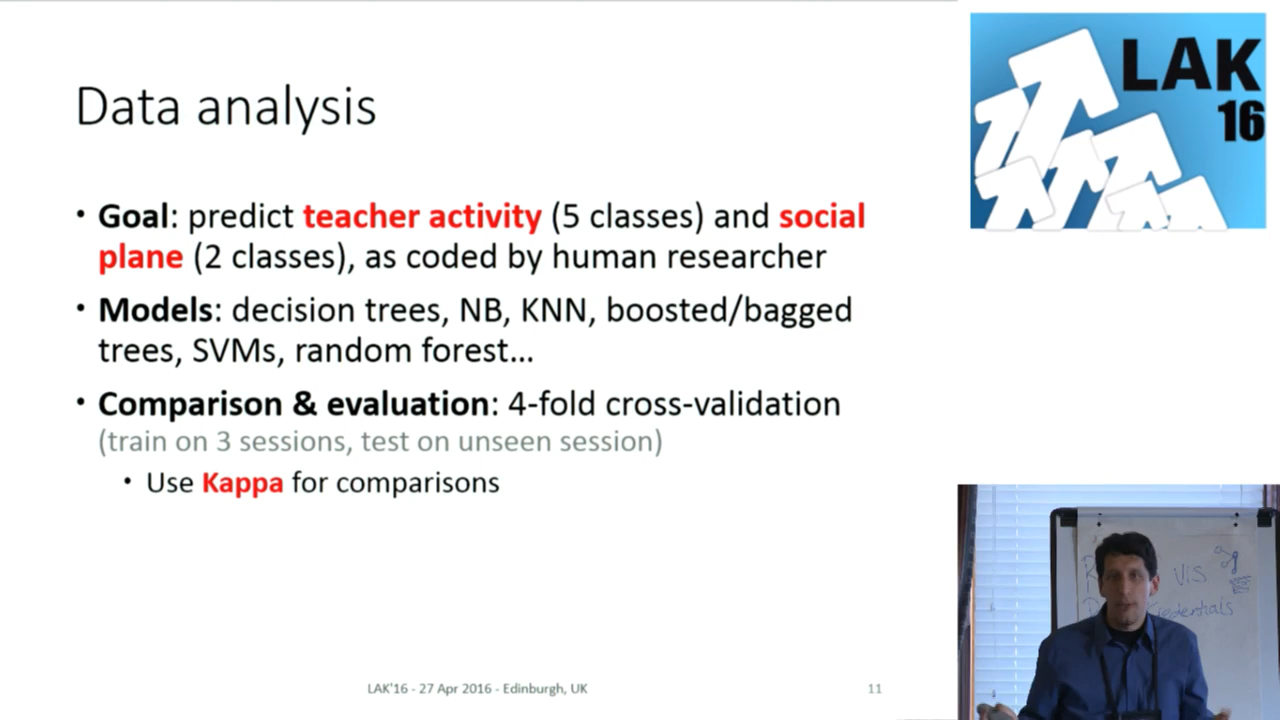 Data analysis
LAK
16
• Goal: predict teacher activity (5 classes) and social
plane (2 classes), as coded by human researcher
• Models: decision trees, NB, KNN, boosted/bagged
trees, SVMs, random forest...
• Comparison & evaluation: 4-fold cross-validation
(train on 3 sessions, test on unseen session)
• Use Kappa for comparisons
Vis
LAK'16 - 27 Apr 2016 - Edinburgh, UK
11